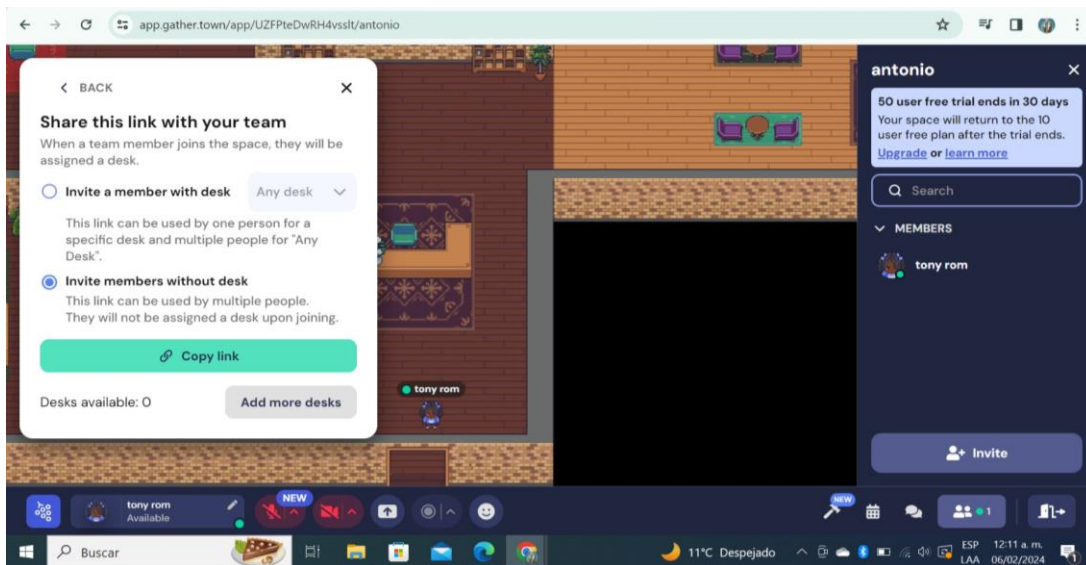 app.gather.town/app/UZFPteDwRH4vsslt/antonio
BACK
Share this link with your team
When a team member joins the space, they will be
assigned a desk.
Invite a member with desk
Any desk
This link can be used by one person for a
specific desk and multiple people for "Any
Desk".
Invite members without desk
This link can be used by multiple people.
They will not be assigned a desk upon joining.
Copy link
Desks available: 0
Add more desks
tony rom
antonio
50 user free trial ends in 30 days
Your space will return to the 10
user free plan after the trial ends.
Upgrade or learn more
Search
MEMBERS
tony rom
Invite
tony rom
Available
NEW
NEW
1
Buscar
11°C Despejado
ESP
LAA
12:11 a. m.
06/02/2024
1